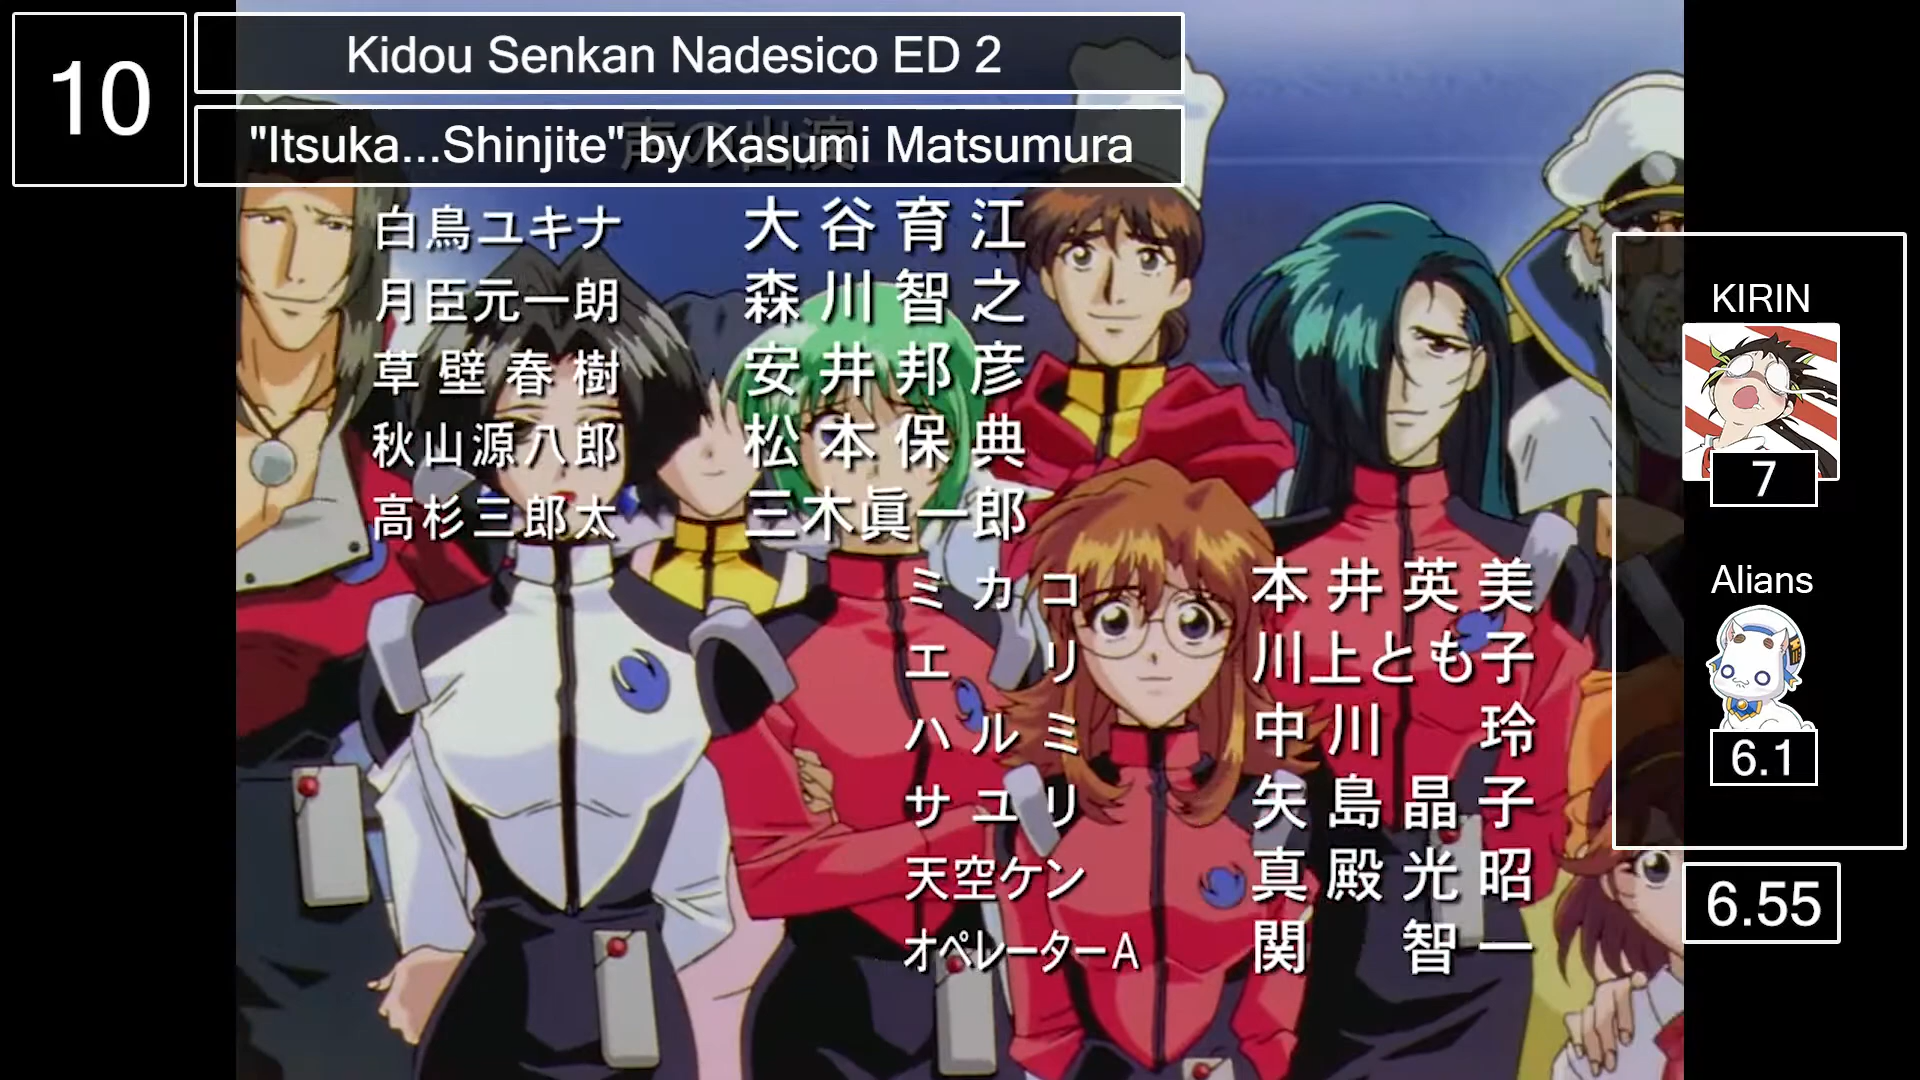 10
Kidou Senkan Nadesico ED 2
"Itsuka...Shinjite" by Kasumi Matsumura
声の出演
白鳥ユキナ 大谷育江
月臣元一朗 森川智之
草壁春樹 安井邦彦
秋山源八郎 松本保典
高杉三郎太 三木眞一郎
ミカコ 本井英美
エリ 川上とも子
ハルミ 中川玲
サユリ 矢島晶子
天空ケン 真殿光昭
オペレーターA 関智一
KIRIN
7
Alians
6.1
6.55